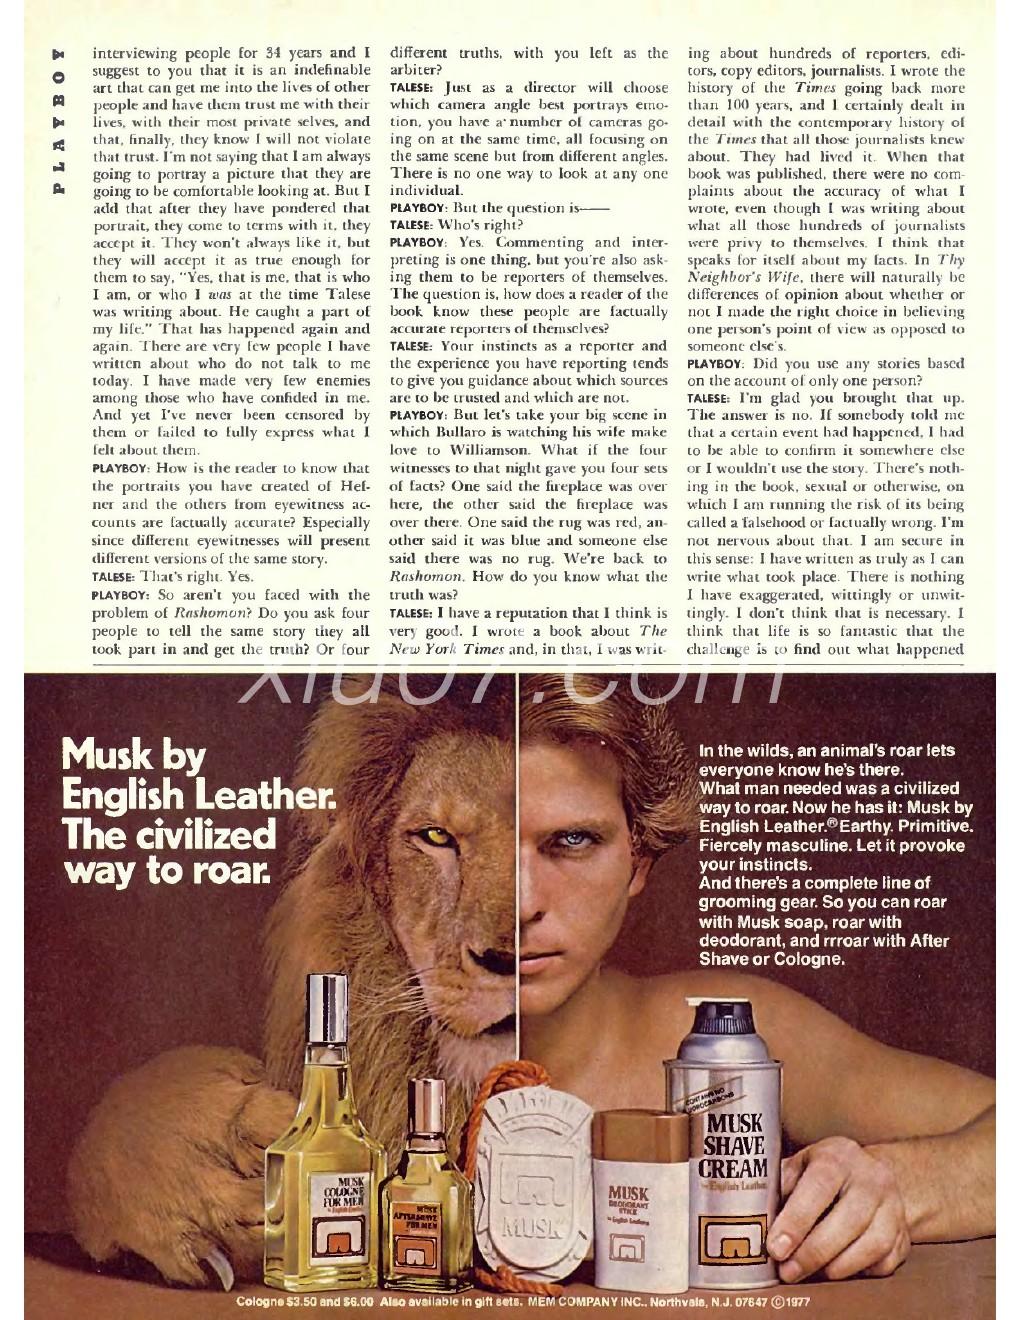 PLAYBOY
interviewing people for 34 years and I
suggest to you that it is an indefinable
art that can get me into the lives of other
people and have them trust me with their
lives, with their most private selves, and
that, finally, they know I will not violate
that trust. I'm not saying that I am always
going to portray a picture that they are
going to be comfortable looking at. But I
add that after they have pondered that
portrait, they come to terms with it, they
accept it. They won't always like it, but
they will accept it as true enough for
them to say, "Yes, that is me, that is who
I am, or who I was at the time Talese
was writing about. He caught a part of
my life." That has happened again and
again. There are very few people I have
written about who do not talk to me
today. I have made very few enemies
among those who have confided in me.
And yet I've never been censored by
them or failed to fully express what I
felt about them.
PLAYBOY: How is the reader to know that
the portraits you have created of Hef-
ner and the others from eyewitness ac-
counts are factually accurate? Especially
since different eyewitnesses will present
different versions of the same story.
TALESE: That's right. Yes.
PLAYBOY: So aren't you faced with the
problem of Rashomon? Do you ask four
people to tell the same story they all
took part in and get the truth? Or four
different truths, with you left as the
arbiter?
TALESE: Just as a director will choose
which camera angle best portrays emo-
tion, you have a number of cameras go-
ing on at the same time, all focusing on
the same scene but from different angles.
There is no one way to look at any one
individual.
PLAYBOY: But the question is——
TALESE: Who's right?
PLAYBOY: Yes. Commenting and inter-
preting is one thing, but you're also ask-
ing them to be reporters of themselves.
The question is, how does a reader of the
book know these people are factually
accurate reporters of themselves?
TALESE: Your instincts as a reporter and
the experience you have reporting tends
to give you guidance about which sources
are to be trusted and which are not.
PLAYBOY: But let's take your big scene in
which Bullaro is watching his wife make
love to Williamson. What if the four
witnesses to that night gave you four sets
of facts? One said the fireplace was over
here, the other said the fireplace was
over there. One said the rug was red, an-
other said it was blue and someone else
said there was no rug. We're back to
Rashomon. How do you know what the
truth was?
TALESE: I have a reputation that I think is
very good. I wrote a book about The
New York Times and, in that, I was writ-
ing about hundreds of reporters, edi-
tors, copy editors, journalists. I wrote the
history of the Times going back more
than 100 years, and I certainly dealt in
detail with the contemporary history of
the Times that all those journalists knew
about. They had lived it. When that
book was published, there were no com-
plaints about the accuracy of what I
wrote, even though I was writing about
what all those hundreds of journalists
were privy to themselves. I think that
speaks for itself about my facts. In Thy
Neighbor's Wife, there will naturally be
differences of opinion about whether or
not I made the right choice in believing
one person's point of view as opposed to
someone else's.
PLAYBOY: Did you use any stories based
on the account of only one person?
TALESE: I'm glad you brought that up.
The answer is no. If somebody told me
that a certain event had happened, I had
to be able to confirm it somewhere else
or I wouldn't use the story. There's noth-
ing in the book, sexual or otherwise, on
which I am running the risk of its being
called a falsehood or factually wrong. I'm
not nervous about that. I am secure in
this sense: I have written as truly as I can
write what took place. There is nothing
I have exaggerated, wittingly or unwit-
tingly. I don't think that is necessary. I
think that life is so fantastic that the
challenge is to find out what happened
xiao7.com
Musk by
English Leather.
The civilized
way to roar.
In the wilds, an animal's roar lets
everyone know he's there.
What man needed was a civilized
way to roar. Now he has it: Musk by
English Leather.® Earthy. Primitive.
Fiercely masculine. Let it provoke
your instincts.
And there's a complete line of
grooming gear. So you can roar
with Musk soap, roar with
deodorant, and rrroar with After
Shave or Cologne.
MUSK
COLOGNE
FOR MEN
by English Leather
MUSK
AFTERSHAVE
FOR MEN
MUSK
MUSK
DEODORANT
STICK
by English Leather
CONTAINS NO
FLUOROCARBONS
MUSK
SHAVE
CREAM
by English Leather
Cologne $3.50 and $6.00 Also available in gift sets. MEM COMPANY INC., Northvale, N.J. 07647 ©1977